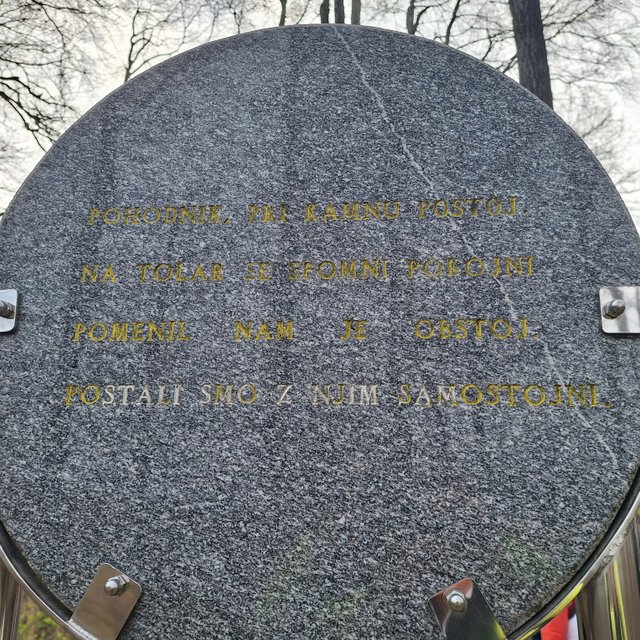 POHODNIK, PRI KAMNU POSTOJ.
NA TOLAR SE SPOMNI POKOJNI
POMENIL NAM JE OBSTOJ.
POSTALI SMO Z NJIM SAMOSTOJNI.